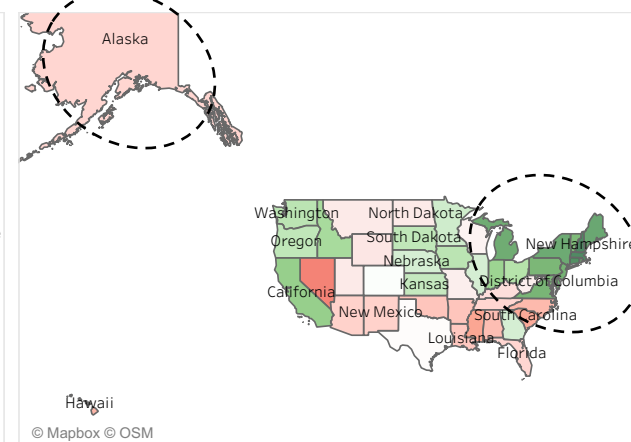 Alaska
Washington
North Dakota
Oregon
South Dakota
New Hampshire
Nebraska
Kansas
District of Columbia
California
New Mexico
South Carolina
Louisiana
Florida
Hawaii
© Mapbox © OSM